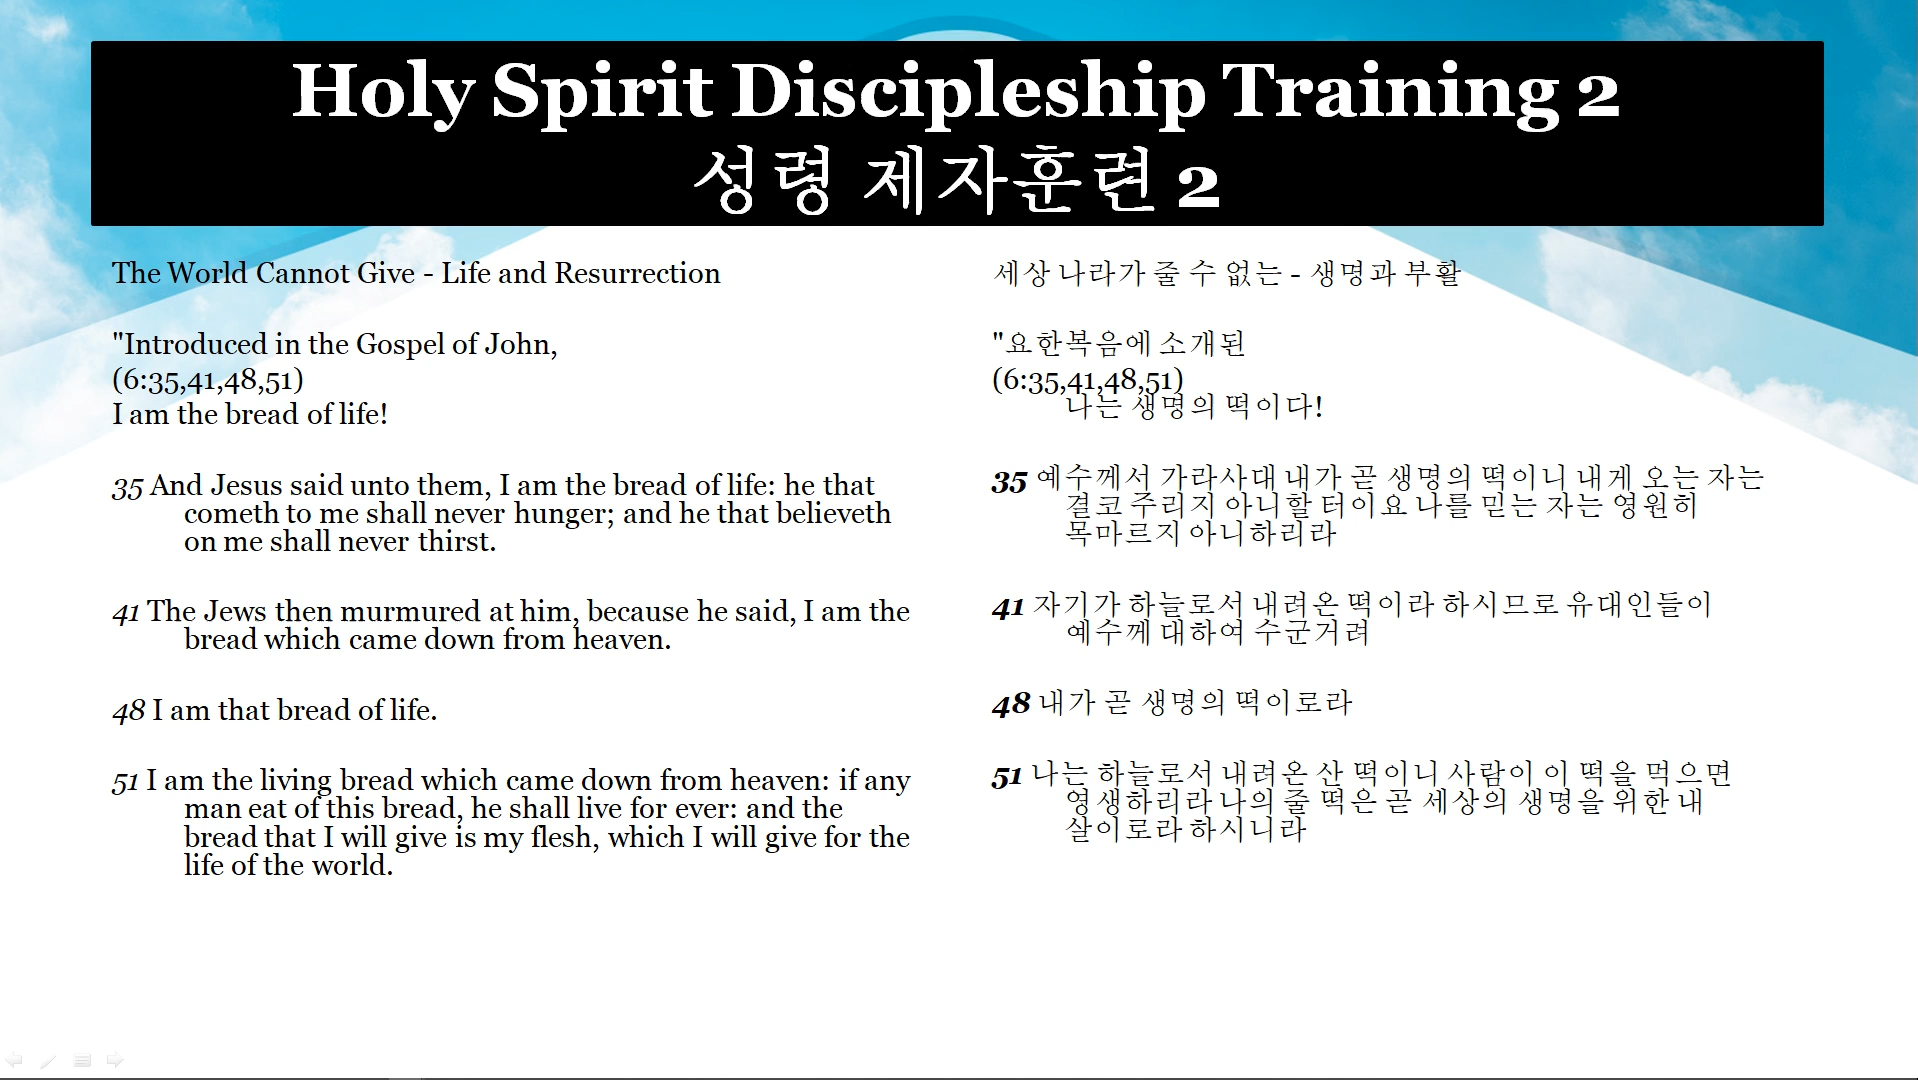 Holy Spirit Discipleship Training 2
성령 제자훈련 2
The World Cannot Give - Life and Resurrection
"Introduced in the Gospel of John,
(6:35,41,48,51)
I am the bread of life!
35 And Jesus said unto them, I am the bread of life: he that
cometh to me shall never hunger; and he that believeth
on me shall never thirst.
41 The Jews then murmured at him, because he said, I am the
bread which came down from heaven.
48 I am that bread of life.
51 I am the living bread which came down from heaven: if any
man eat of this bread, he shall live for ever: and the
bread that I will give is my flesh, which I will give for the
life of the world.
세상 나라가 줄 수 없는 - 생명과 부활
"요한복음에 소개된
(6:35,41,48,51)
나는 생명의 떡이다!
35 예수께서 가라사대 내가 곧 생명의 떡이니 내게 오는 자는
결코 주리지 아니할 터이요 나를 믿는 자는 영원히
목마르지 아니하리라
41 자기가 하늘로서 내려온 떡이라 하시므로 유대인들이
예수께 대하여 수군거려
48 내가 곧 생명의 떡이로라
51 나는 하늘로서 내려온 산 떡이니 사람이 이 떡을 먹으면
영생하리라 나의 줄 떡은 곧 세상의 생명을 위한 내
살이로라 하시니라